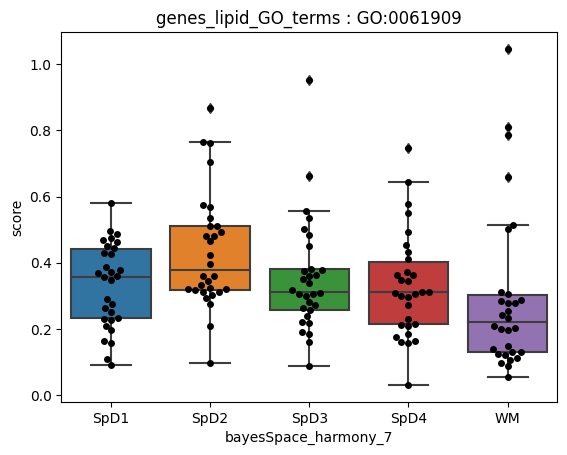 genes_lipid_GO_terms : GO:0061909
1.0
0.8
0.6
0.4
0.2
0.0
score
SpD1 SpD2 SpD3 SpD4 WM
bayesSpace_harmony_7